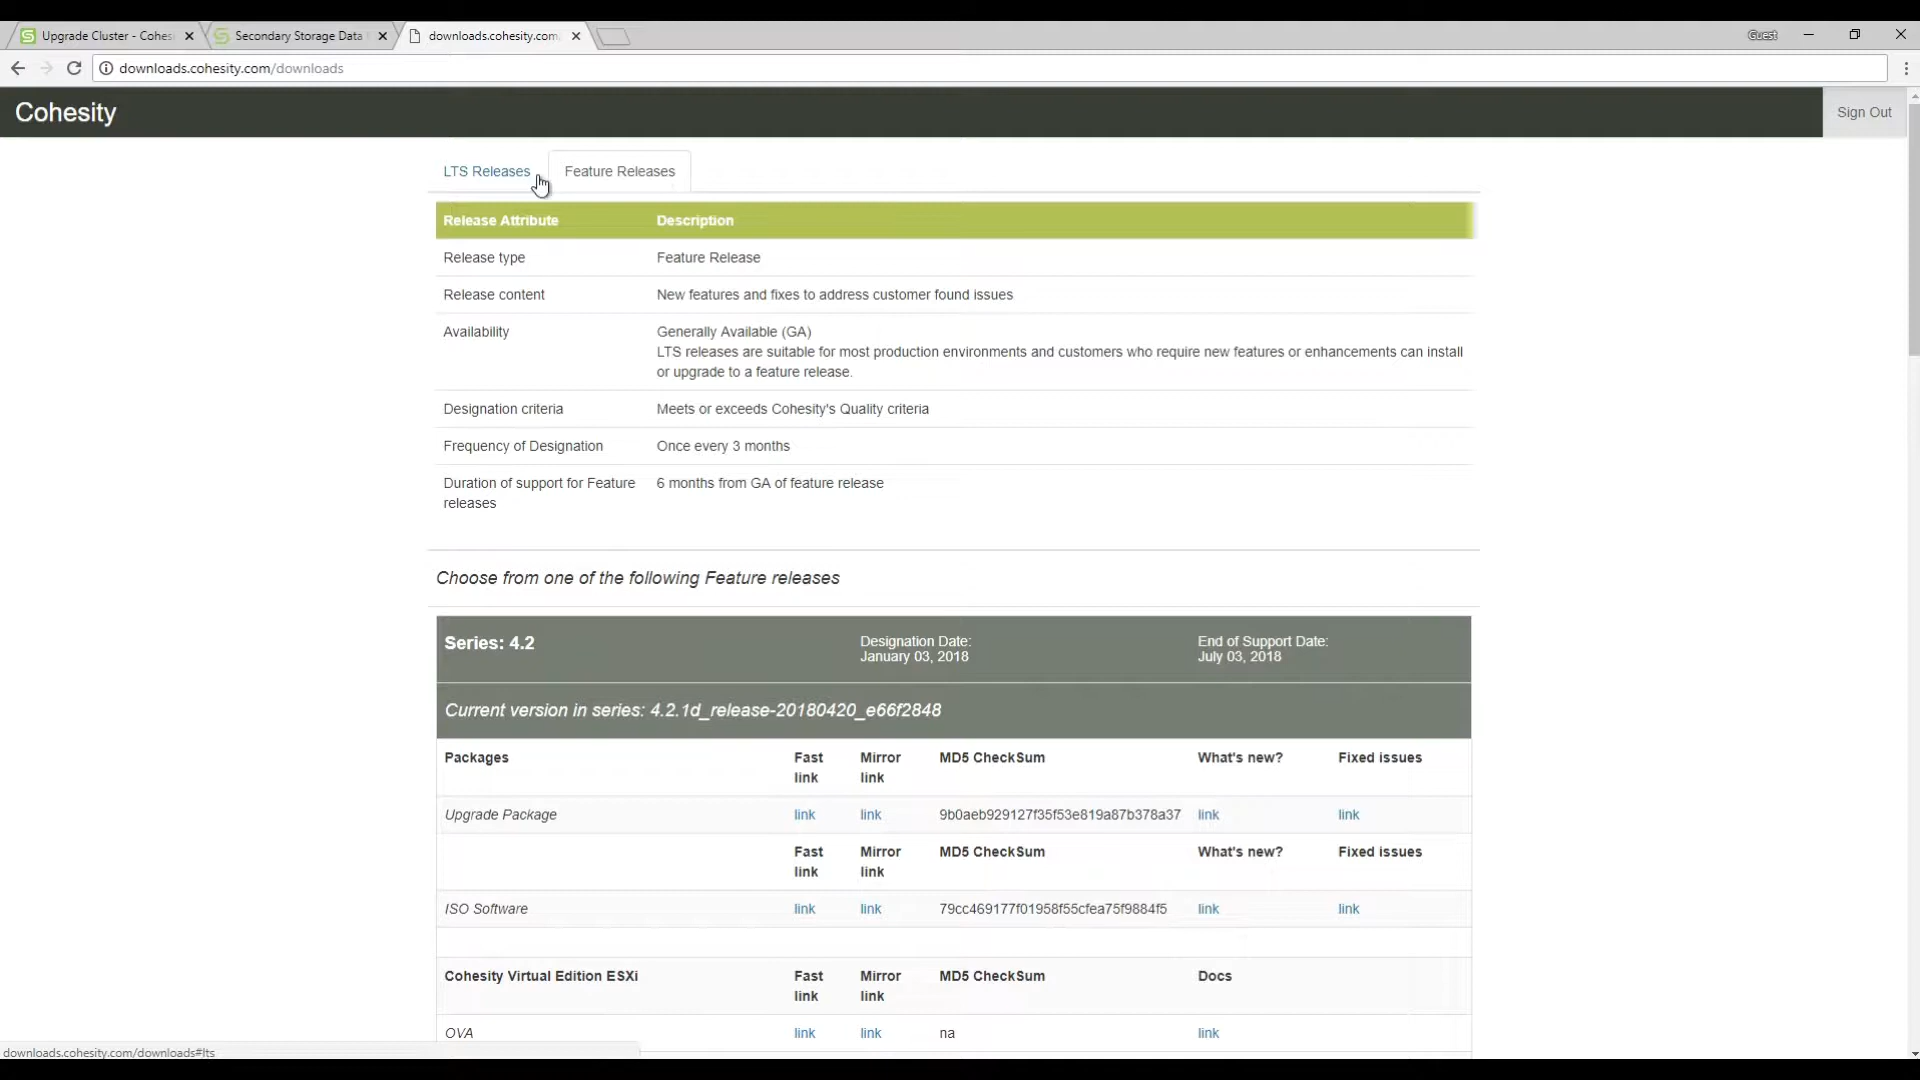 Upgrade Cluster - Cohes
Secondary Storage Data
downloads.cohesity.com
Guest
downloads.cohesity.com/downloads
Cohesity
Sign Out
LTS Releases
Feature Releases
Release Attribute Description
Release type Feature Release
Release content New features and fixes to address customer found issues
Availability Generally Available (GA)
LTS releases are suitable for most production environments and customers who require new features or enhancements can install
or upgrade to a feature release.
Designation criteria Meets or exceeds Cohesity's Quality criteria
Frequency of Designation Once every 3 months
Duration of support for Feature 6 months from GA of feature release
releases
Choose from one of the following Feature releases
Series: 4.2 Designation Date: End of Support Date:
January 03, 2018 July 03, 2018
Current version in series: 4.2.1d_release-20180420_e66f2848
Packages Fast Mirror MD5 CheckSum What's new? Fixed issues
link link
Upgrade Package link link 9b0aeb929127f35f53e819a87b378a37 link link
Fast Mirror MD5 CheckSum What's new? Fixed issues
link link
ISO Software link link 79cc469177f01958f55cfea75f9884f5 link link
Cohesity Virtual Edition ESXi Fast Mirror MD5 CheckSum Docs
link link
OVA link link na link
downloads.cohesity.com/downloads#lts